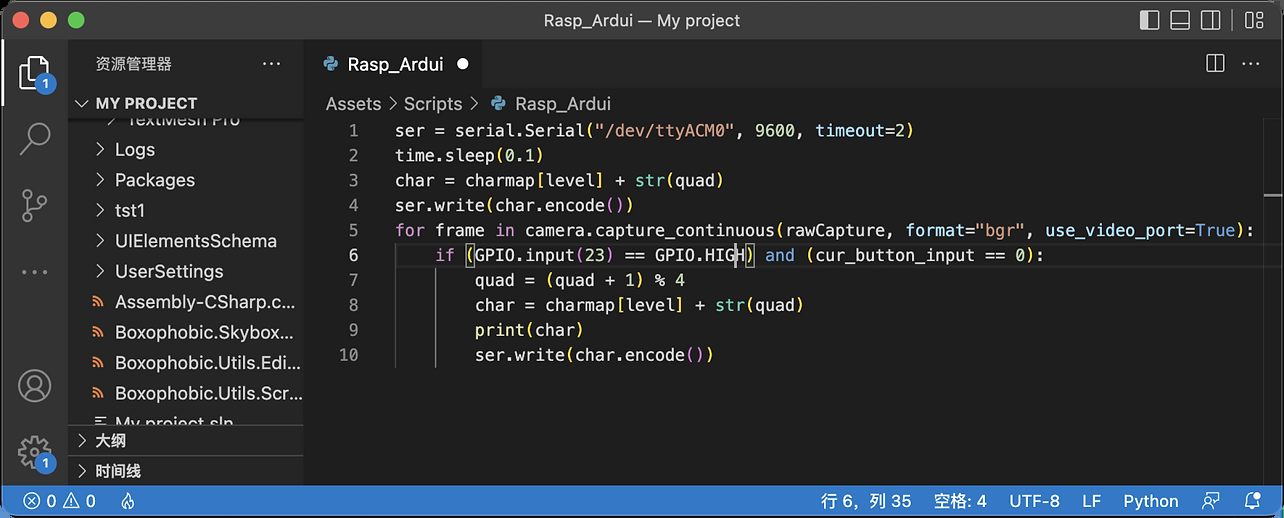 Rasp_Ardui — My project
资源管理器
Rasp_Ardui
1
MY PROJECT
Assets > Scripts > Rasp_Ardui
TextMesh Pro
Logs
Packages
tst1
UIElementsSchema
UserSettings
Assembly-CSharp.c...
Boxophobic.Skybox...
Boxophobic.Utils.Edi...
Boxophobic.Utils.Scr...
My project.sln
大纲
时间线
1
1 ser = serial.Serial("/dev/ttyACM0", 9600, timeout=2)
2 time.sleep(0.1)
3 char = charmap[level] + str(quad)
4 ser.write(char.encode())
5 for frame in camera.capture_continuous(rawCapture, format="bgr", use_video_port=True):
6     if (GPIO.input(23) == GPIO.HIGH) and (cur_button_input == 0):
7         quad = (quad + 1) % 4
8         char = charmap[level] + str(quad)
9         print(char)
10         ser.write(char.encode())
0 0 行 6，列 35 空格: 4 UTF-8 LF Python